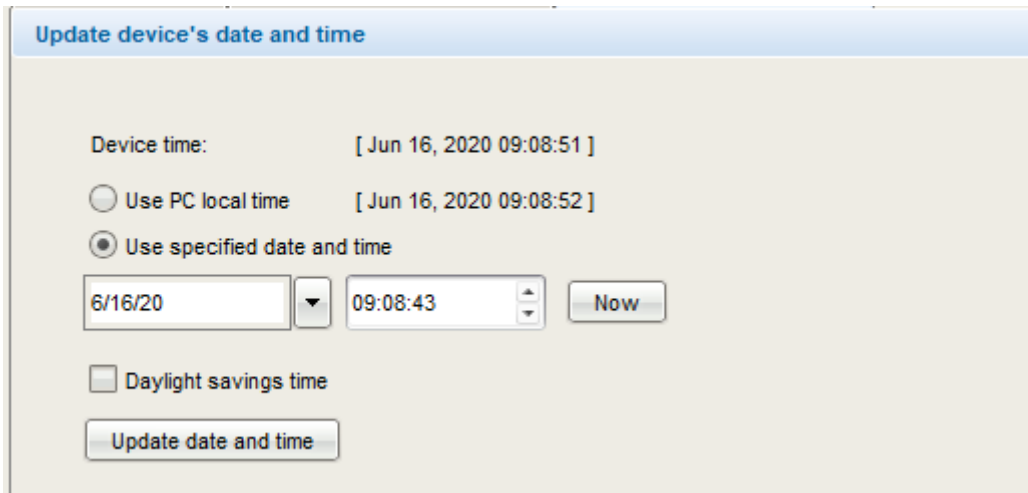 Update device's date and time
Device time: [ Jun 16, 2020 09:08:51 ]
Use PC local time [ Jun 16, 2020 09:08:52 ]
Use specified date and time
6/16/20 09:08:43 Now
Daylight savings time
Update date and time